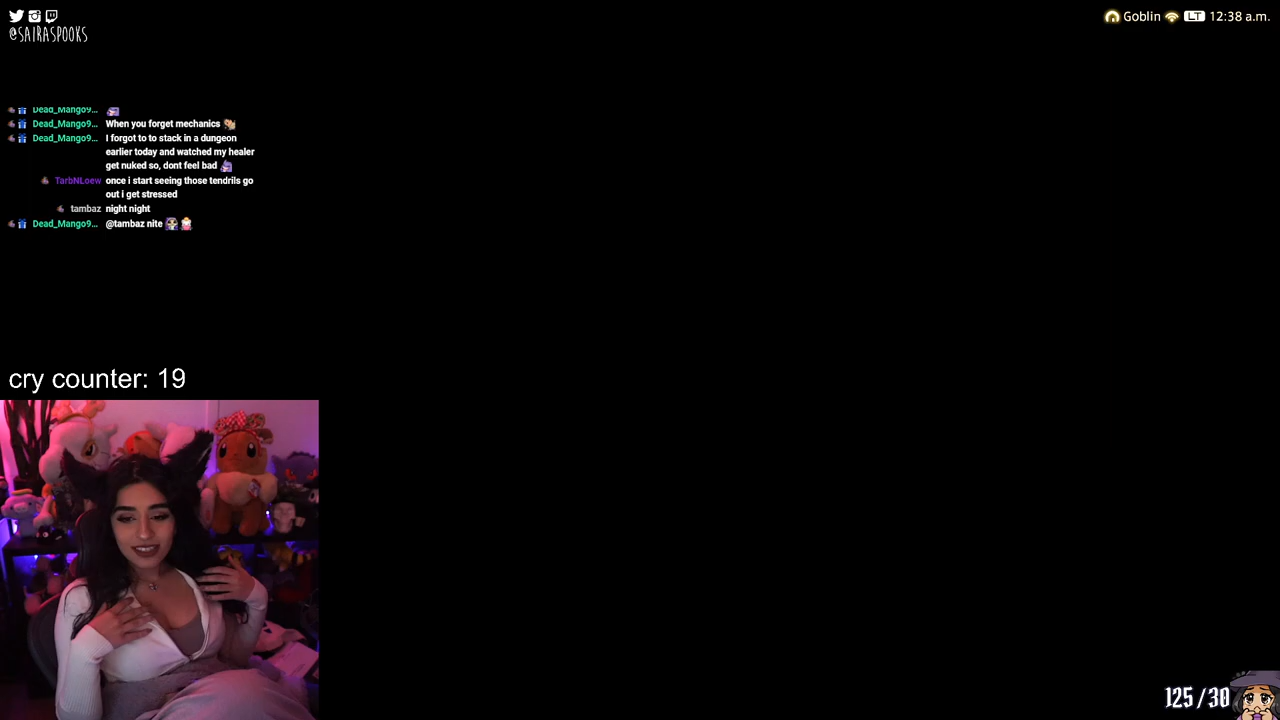 @SAIRASPOOKS
Goblin LT 12:38 a.m.
Dead_Mango9...
Dead_Mango9... When you forget mechanics
Dead_Mango9... I forgot to to stack in a dungeon
earlier today and watched my healer
get nuked so, dont feel bad
TarbNLoew once i start seeing those tendrils go
out i get stressed
tambaz night night
Dead_Mango9... @tambaz nite
cry counter: 19
125/30